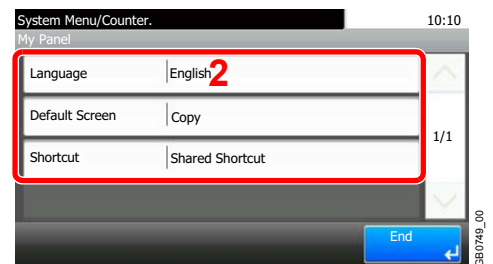 System Menu/Counter. 10:10
My Panel
Language English 2
Default Screen Copy
1/1
Shortcut Shared Shortcut
End
GB0749_00